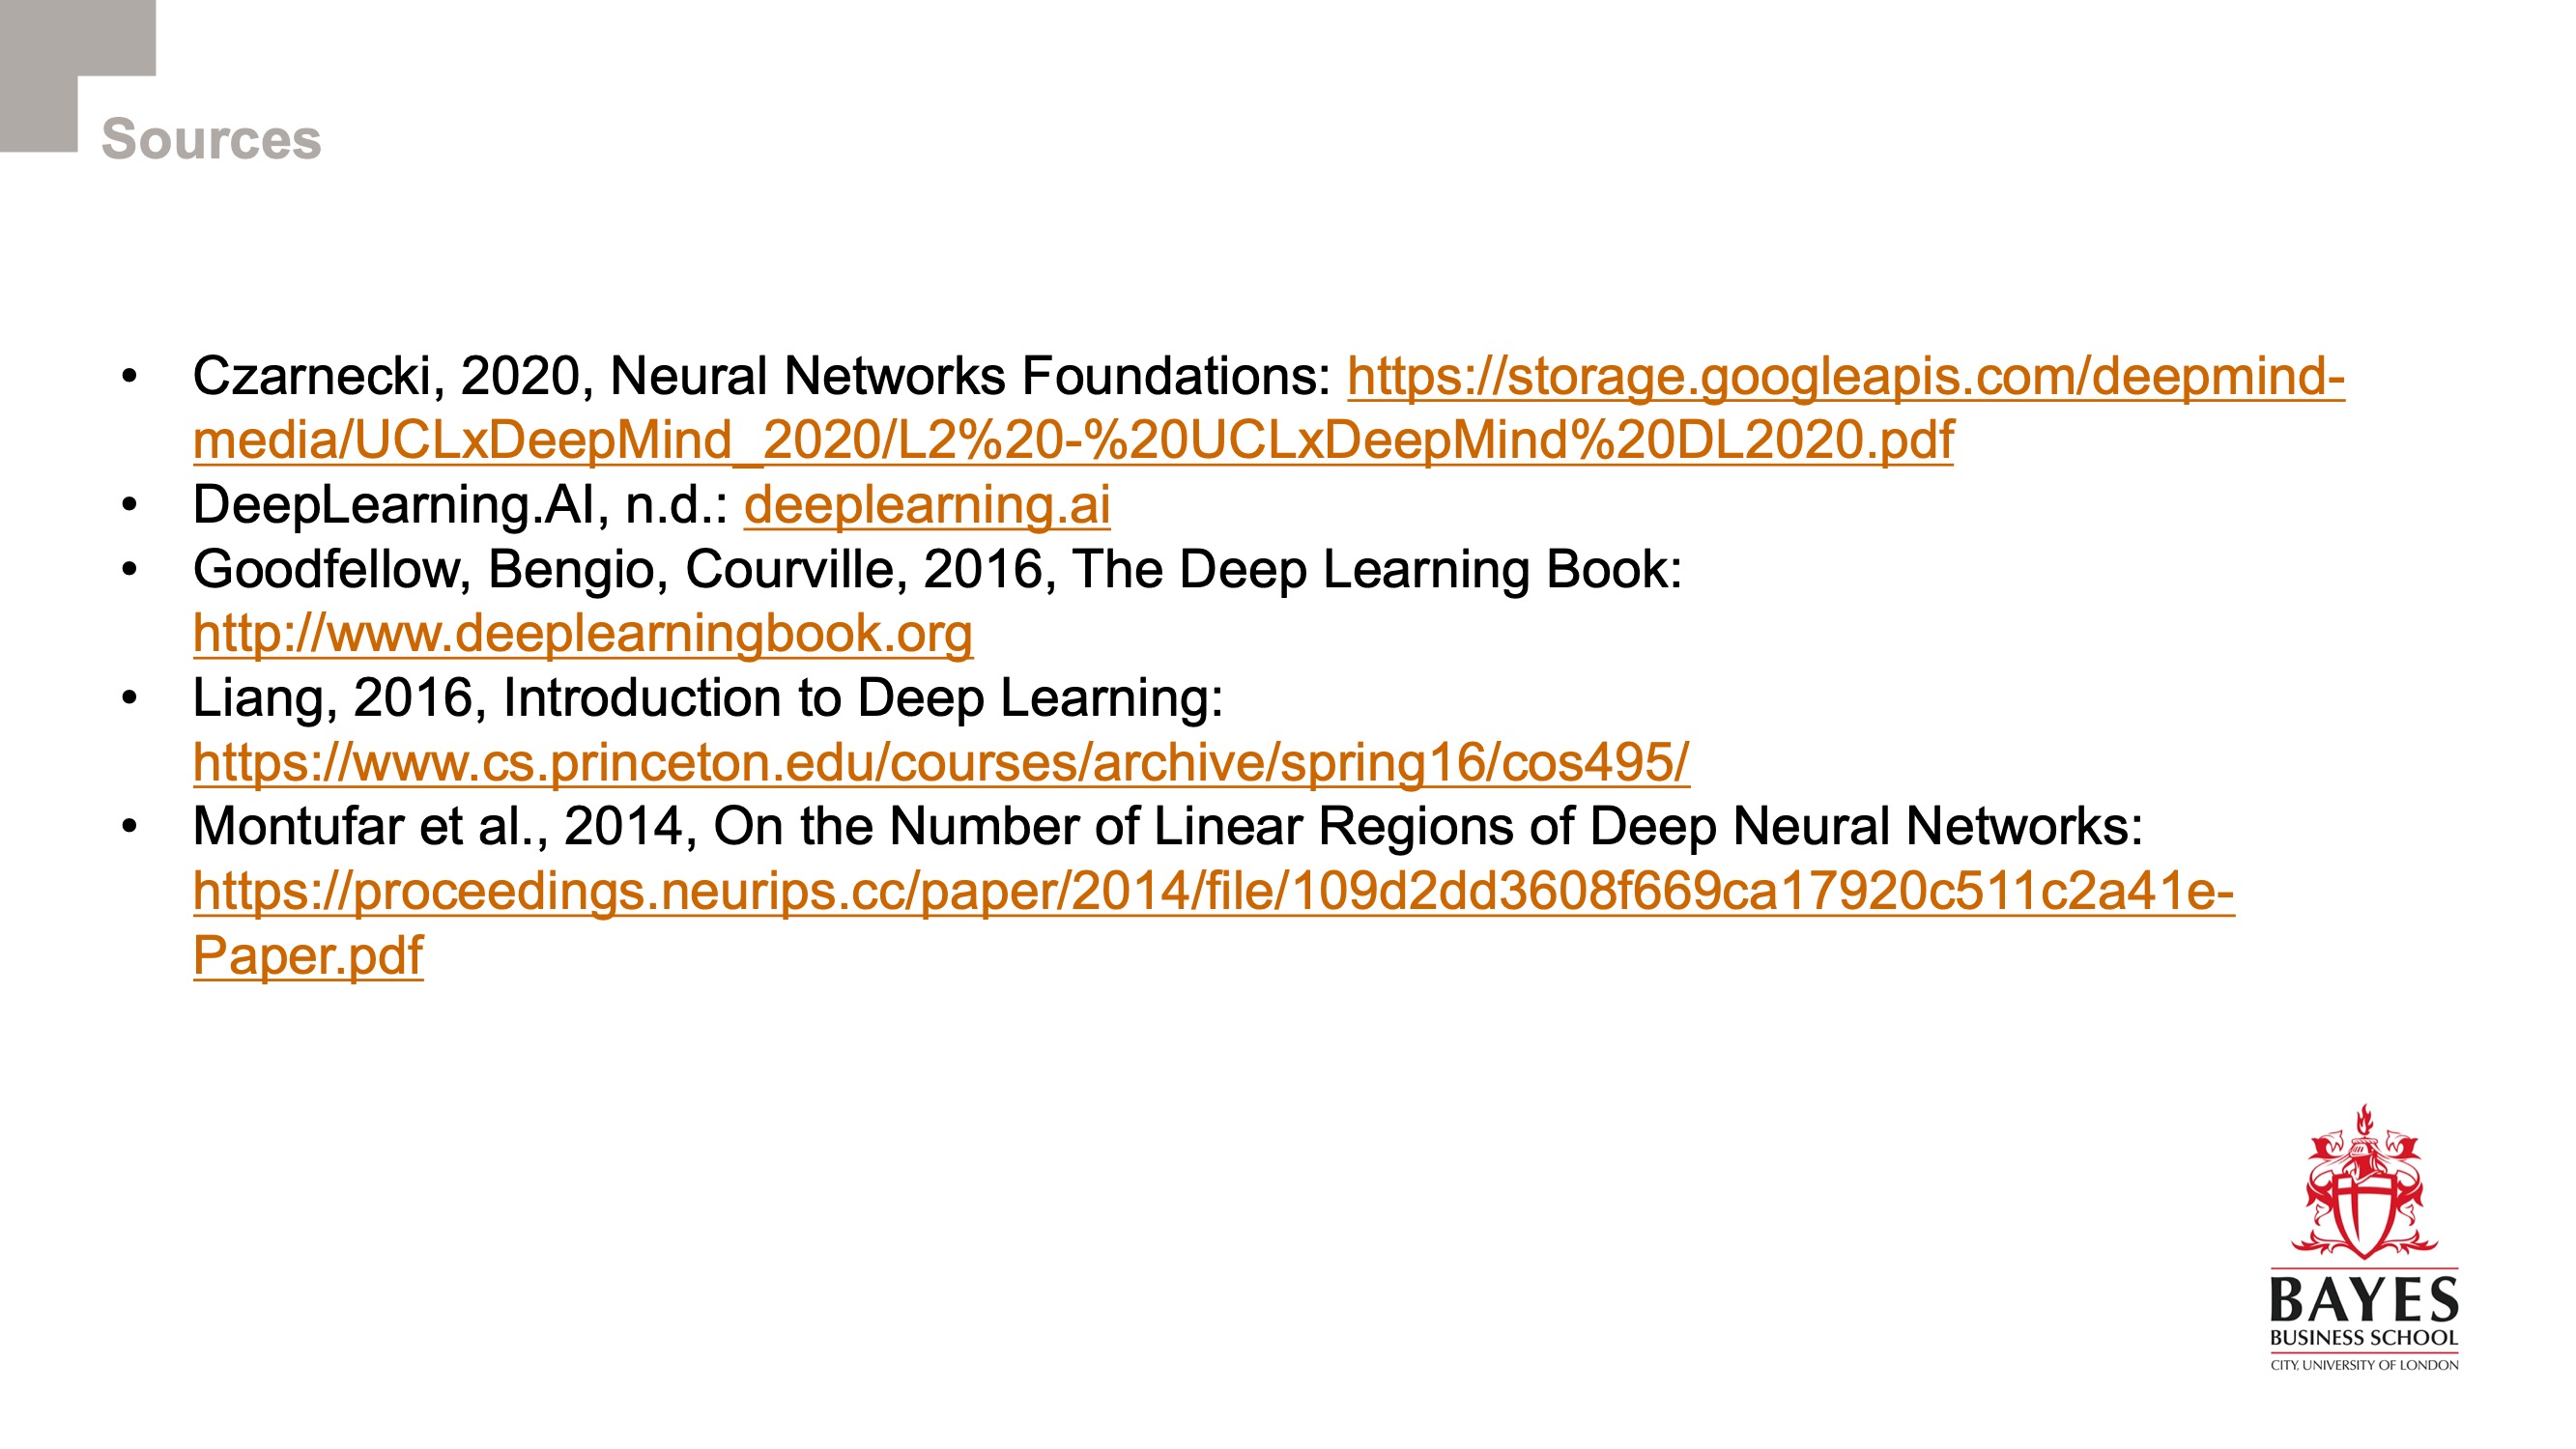 Sources
• Czarnecki, 2020, Neural Networks Foundations: https://storage.googleapis.com/deepmind-
media/UCLxDeepMind_2020/L2%20-%20UCLxDeepMind%20DL2020.pdf
• DeepLearning.AI, n.d.: deeplearning.ai
• Goodfellow, Bengio, Courville, 2016, The Deep Learning Book:
http://www.deeplearningbook.org
• Liang, 2016, Introduction to Deep Learning:
https://www.cs.princeton.edu/courses/archive/spring16/cos495/
• Montufar et al., 2014, On the Number of Linear Regions of Deep Neural Networks:
https://proceedings.neurips.cc/paper/2014/file/109d2dd3608f669ca17920c511c2a41e-
Paper.pdf
BAYES
BUSINESS SCHOOL
CITY, UNIVERSITY OF LONDON